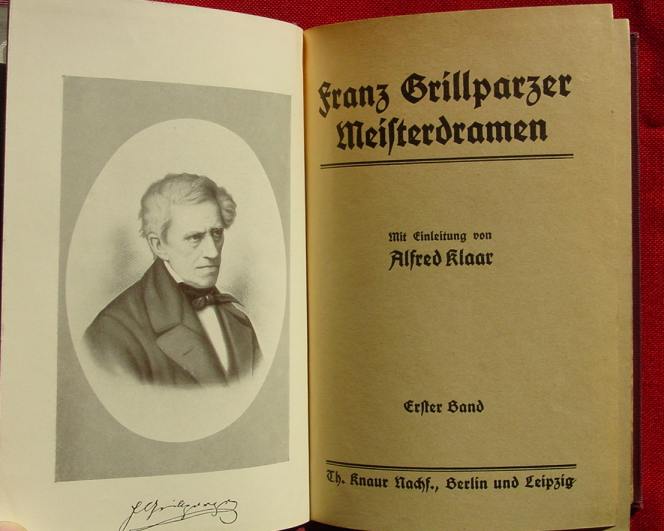 Franz Grillparzer
Meiſterdramen
Mit Einleitung von
Alfred Klaar
Erſter Band
Th. Knaur Nachf., Berlin und Leipzig